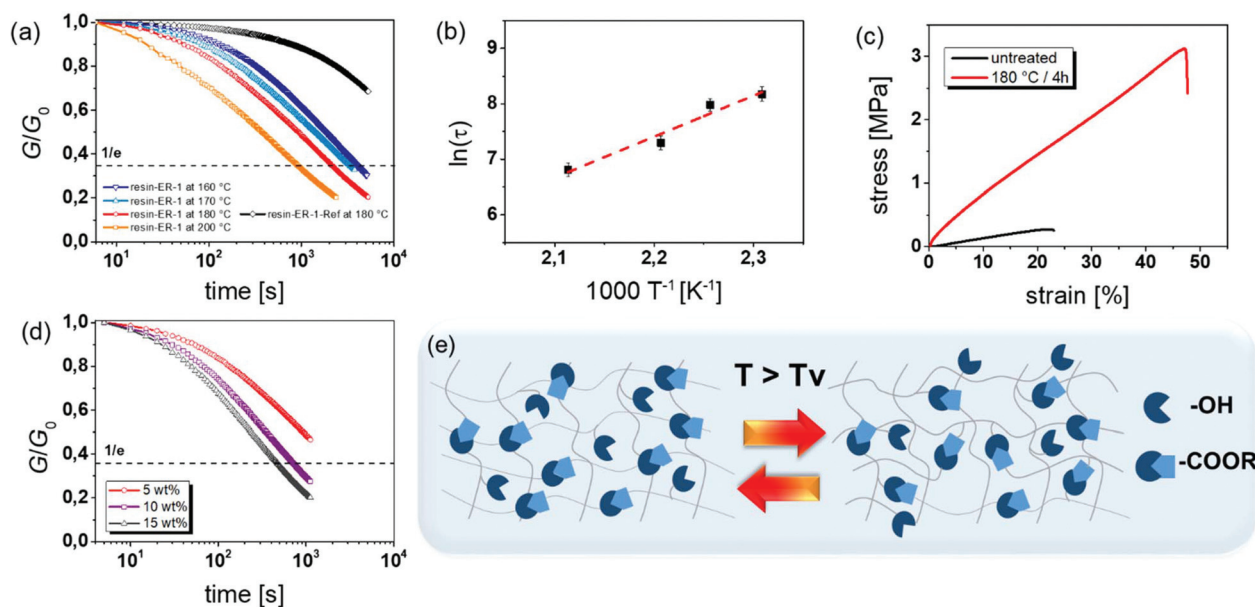 (a)
G/G0
1,0
0,8
0,6
0,4
0,2
0,0
1/e
resin-ER-1 at 160 °C
resin-ER-1 at 170 °C
resin-ER-1 at 180 °C
resin-ER-1 at 200 °C
resin-ER-1-Ref at 180 °C
10¹ 10² 10³ 10⁴
time [s]
(b)
ln(τ)
9
8
7
6
2,1 2,2 2,3
1000 T⁻¹ [K⁻¹]
(c)
stress [MPa]
3
2
1
0
untreated
180 °C / 4h
0 10 20 30 40 50
strain [%]
(d)
G/G₀
1,0
0,8
0,6
0,4
0,2
0,0
1/e
5 wt%
10 wt%
15 wt%
10¹ 10² 10³ 10⁴
time [s]
(e)
T > Tv
-OH
-COOR